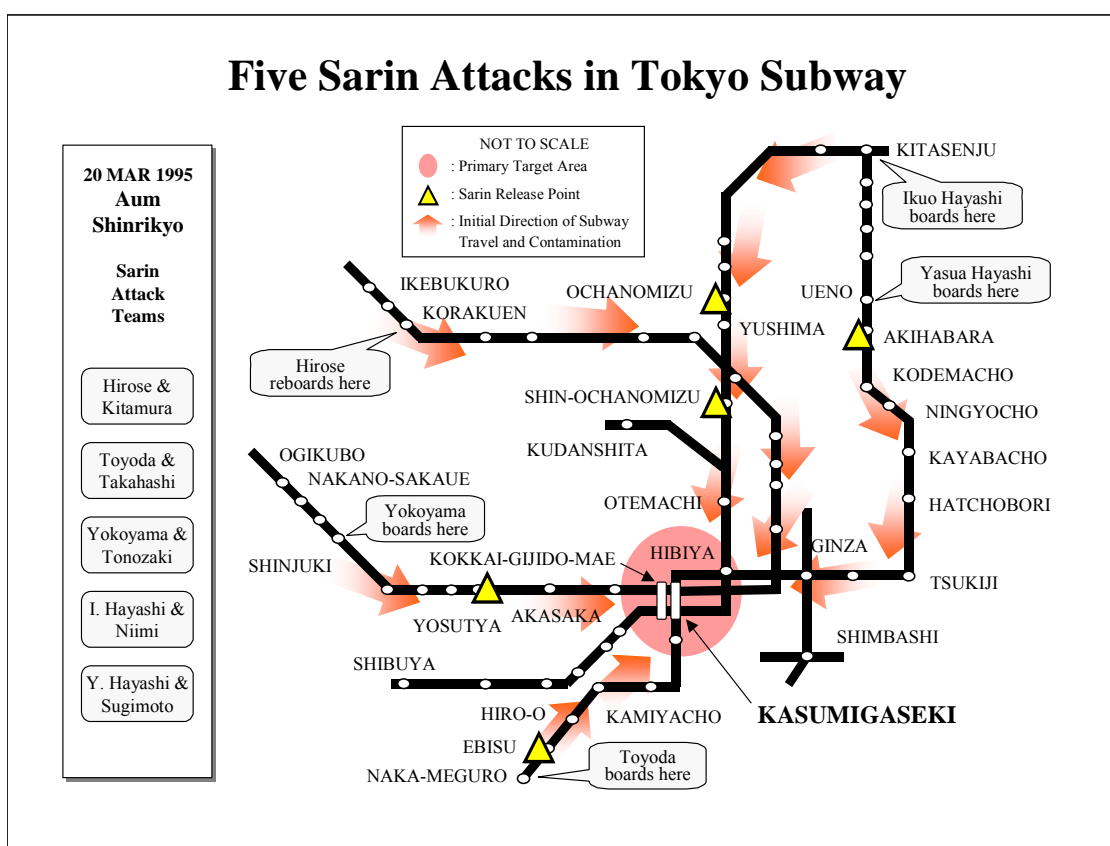 Five Sarin Attacks in Tokyo Subway
20 MAR 1995
Aum
Shinrikyo
Sarin
Attack
Teams
Hirose &
Kitamura
Toyoda &
Takahashi
Yokoyama &
Tonozaki
I. Hayashi &
Niimi
Y. Hayashi &
Sugimoto
NOT TO SCALE
: Primary Target Area
: Sarin Release Point
: Initial Direction of Subway
Travel and Contamination
KITASENJU
Ikuo Hayashi
boards here
IKEBUKURO
KORAKUEN
OCHANOMIZU
YUSHIMA
UENO
Yasua Hayashi
boards here
AKIHABARA
Hirose
reboards here
KODEMACHO
SHIN-OCHANOMIZU
NINGYOCHO
KUDANSHITA
KAYABACHO
OGIKUBO
NAKANO-SAKAUE
OTEMACHI
HATCHOBORI
Yokoyama
boards here
KOKKAI-GIJIDO-MAE
HIBIYA
GINZA
SHINJUKI
TSUKIJI
YOSUTYA
AKASAKA
SHIMBASHI
SHIBUYA
HIRO-O
KAMIYACHO
KASUMIGASEKI
EBISU
NAKA-MEGURO
Toyoda
boards here